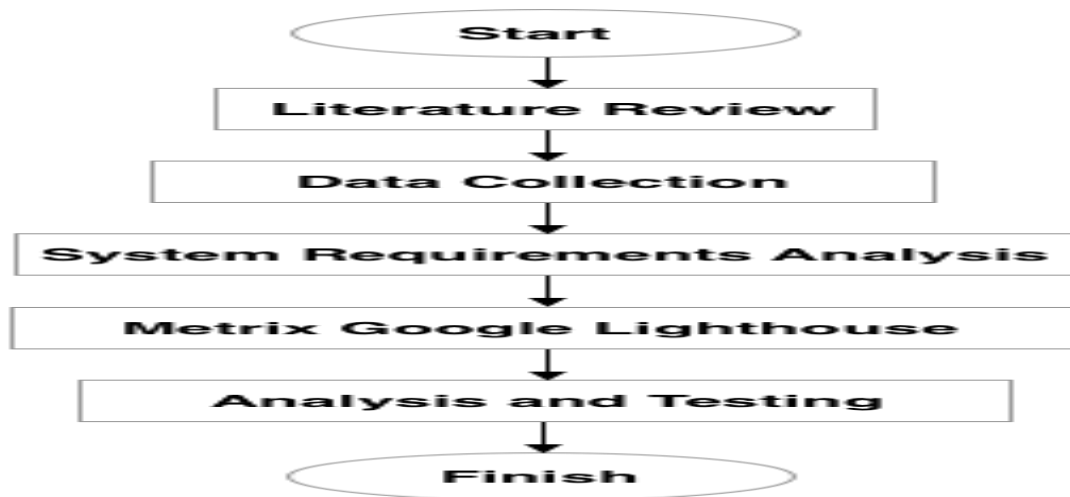 Start
Literature Review
Data Collection
System Requirements Analysis
Metrix Google Lighthouse
Analysis and Testing
Finish